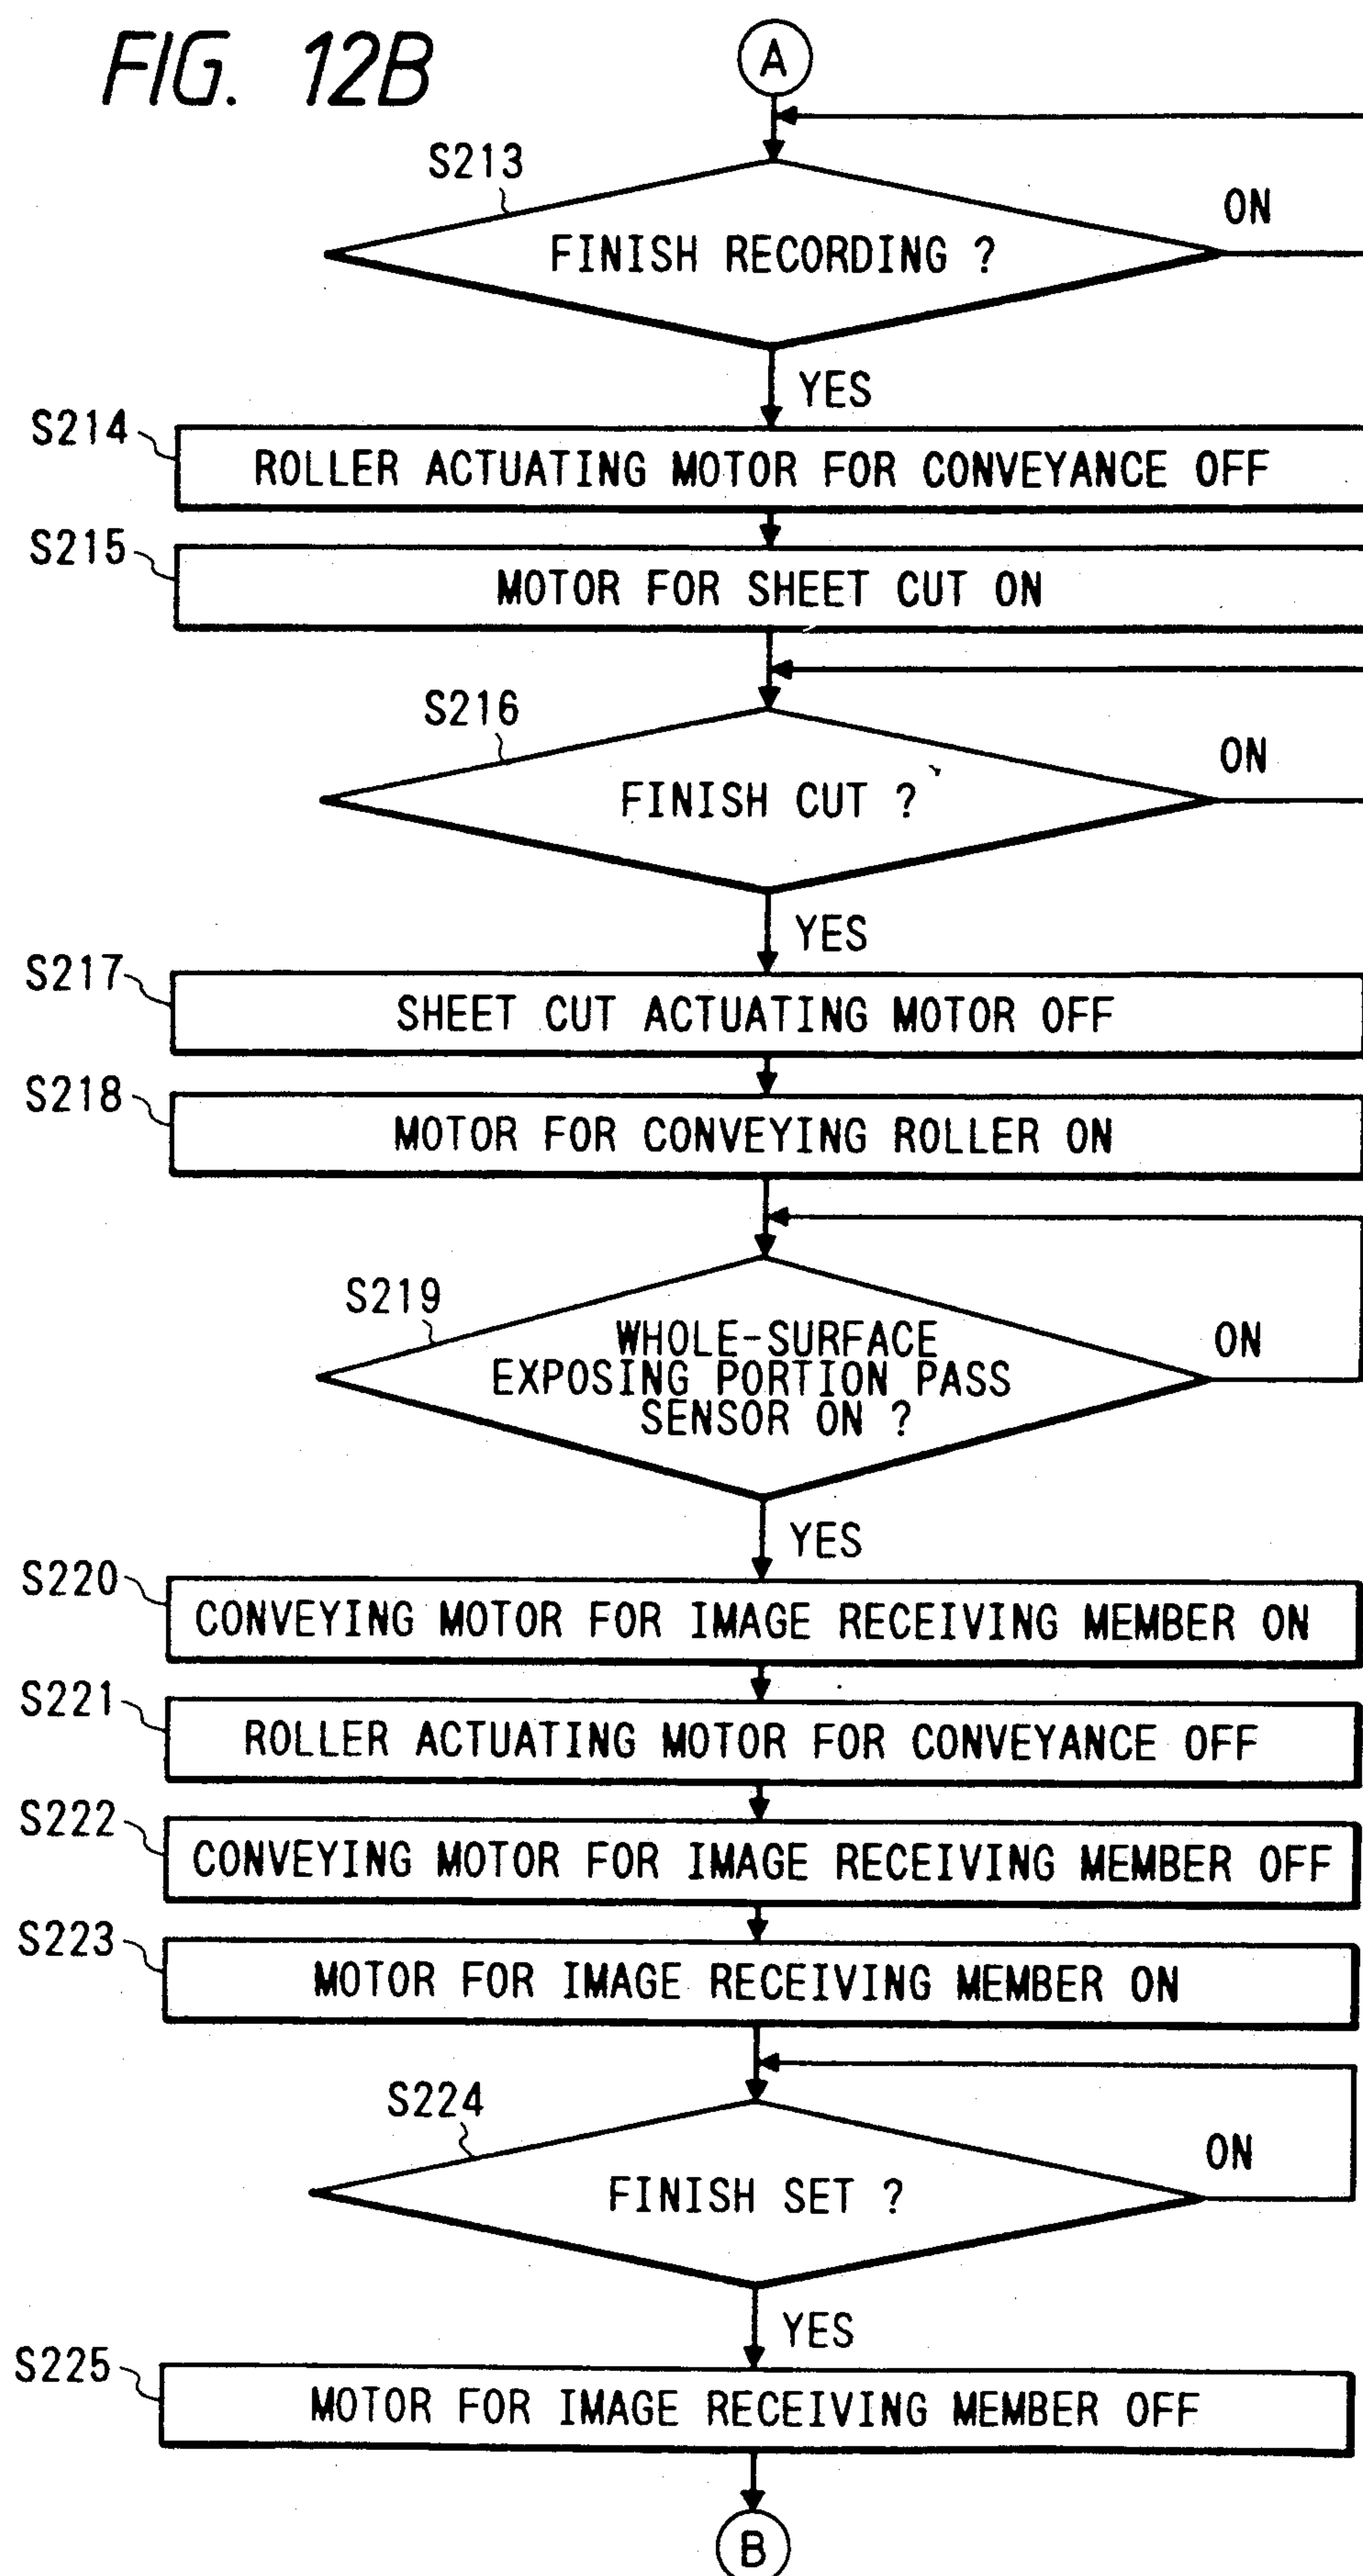 FIG. 12B
A
S213
FINISH RECORDING ?
ON
YES
S214
ROLLER ACTUATING MOTOR FOR CONVEYANCE OFF
S215
MOTOR FOR SHEET CUT ON
S216
FINISH CUT ?
ON
YES
S217
SHEET CUT ACTUATING MOTOR OFF
S218
MOTOR FOR CONVEYING ROLLER ON
S219
WHOLE-SURFACE
EXPOSING PORTION PASS
SENSOR ON ?
ON
YES
S220
CONVEYING MOTOR FOR IMAGE RECEIVING MEMBER ON
S221
ROLLER ACTUATING MOTOR FOR CONVEYANCE OFF
S222
CONVEYING MOTOR FOR IMAGE RECEIVING MEMBER OFF
S223
MOTOR FOR IMAGE RECEIVING MEMBER ON
S224
FINISH SET ?
ON
YES
S225
MOTOR FOR IMAGE RECEIVING MEMBER OFF
B